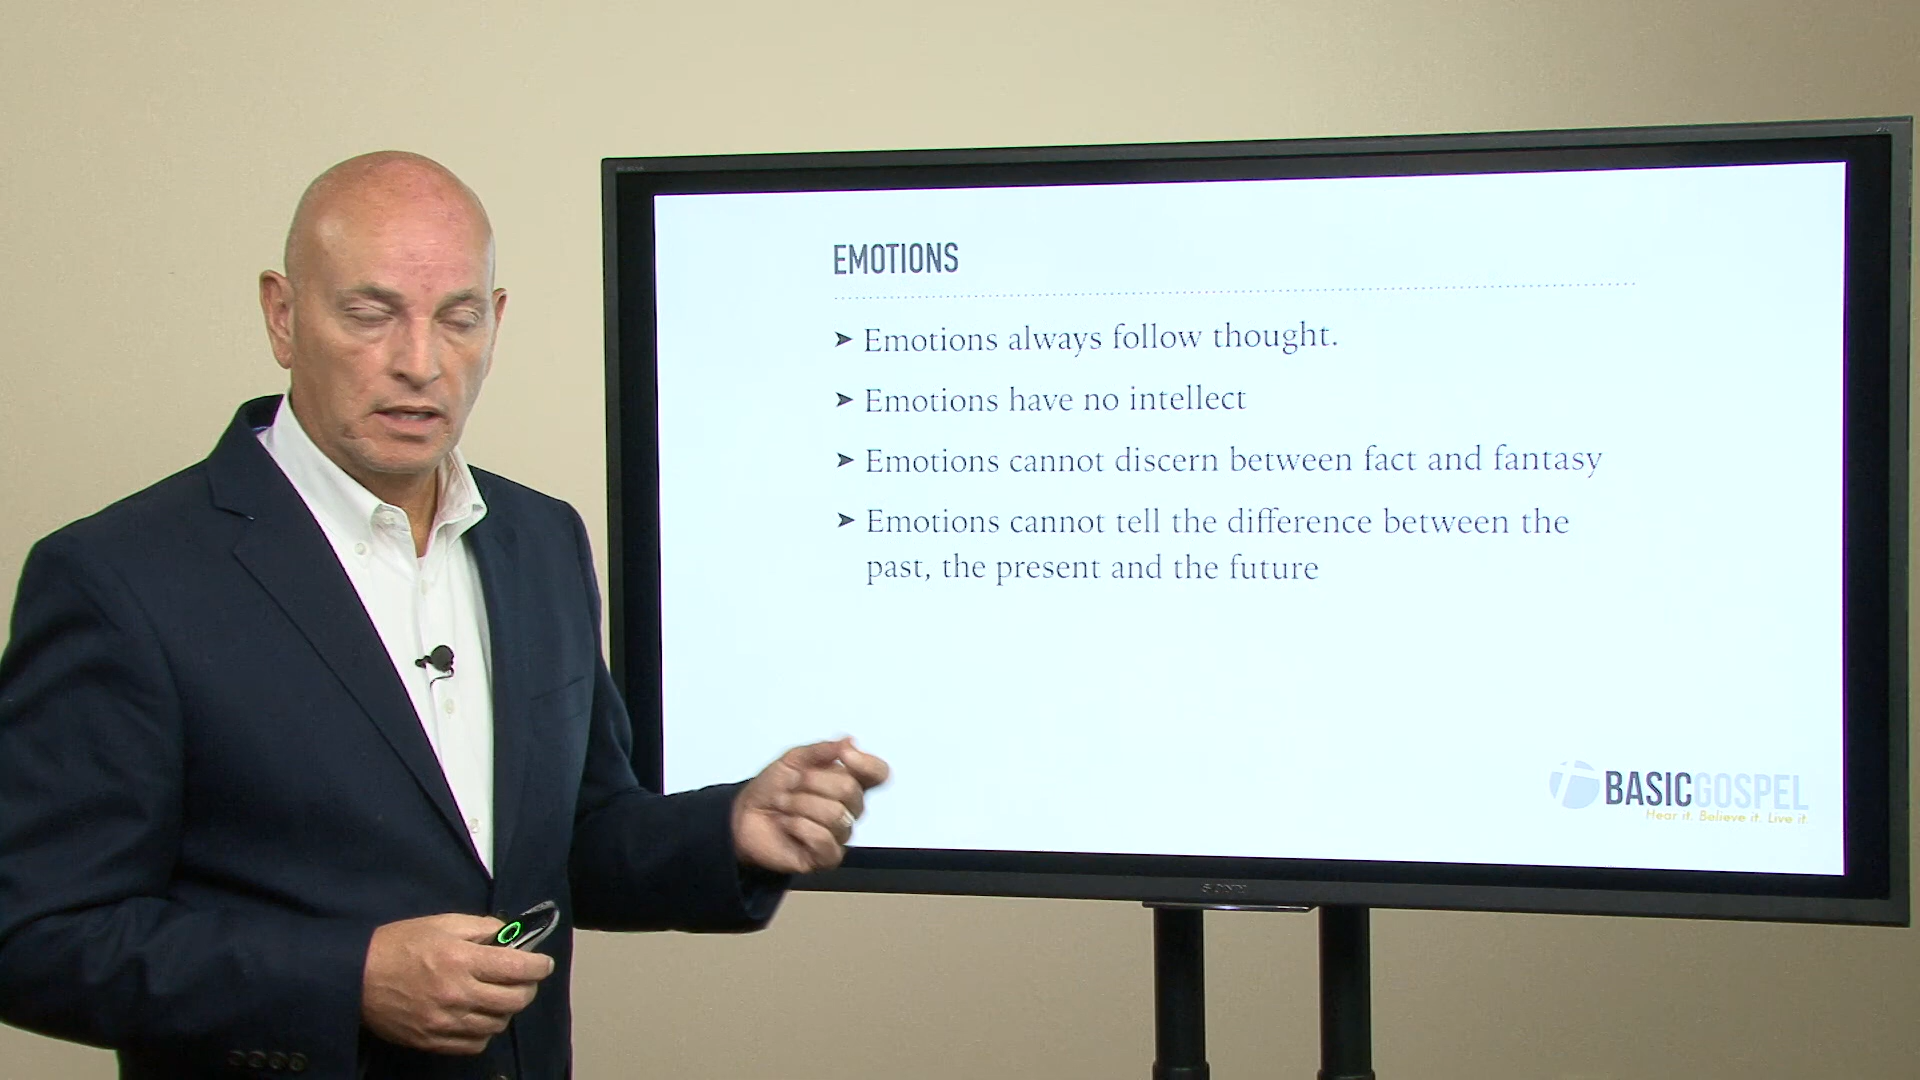 EMOTIONS
➤ Emotions always follow thought.
➤ Emotions have no intellect
➤ Emotions cannot discern between fact and fantasy
➤ Emotions cannot tell the difference between the
past, the present and the future
BASICGOSPEL
Hear it. Believe it. Live it.
SONY